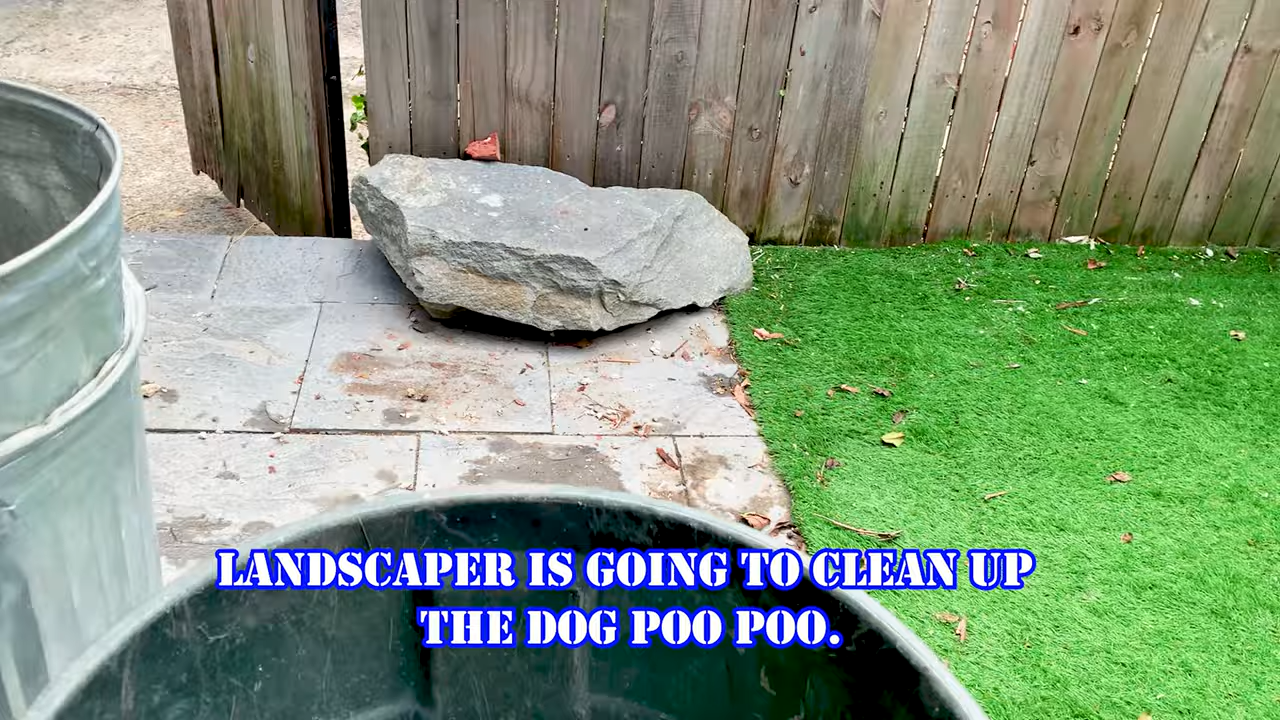 LANDSCAPER IS GOING TO CLEAN UP
THE DOG POO POO.